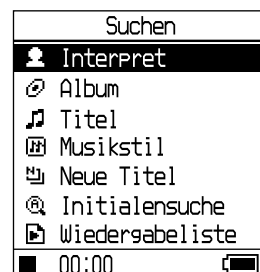 Suchen
Interpret
Album
Titel
Musikstil
Neue Titel
Initialensuche
Wiedergabeliste
00:00